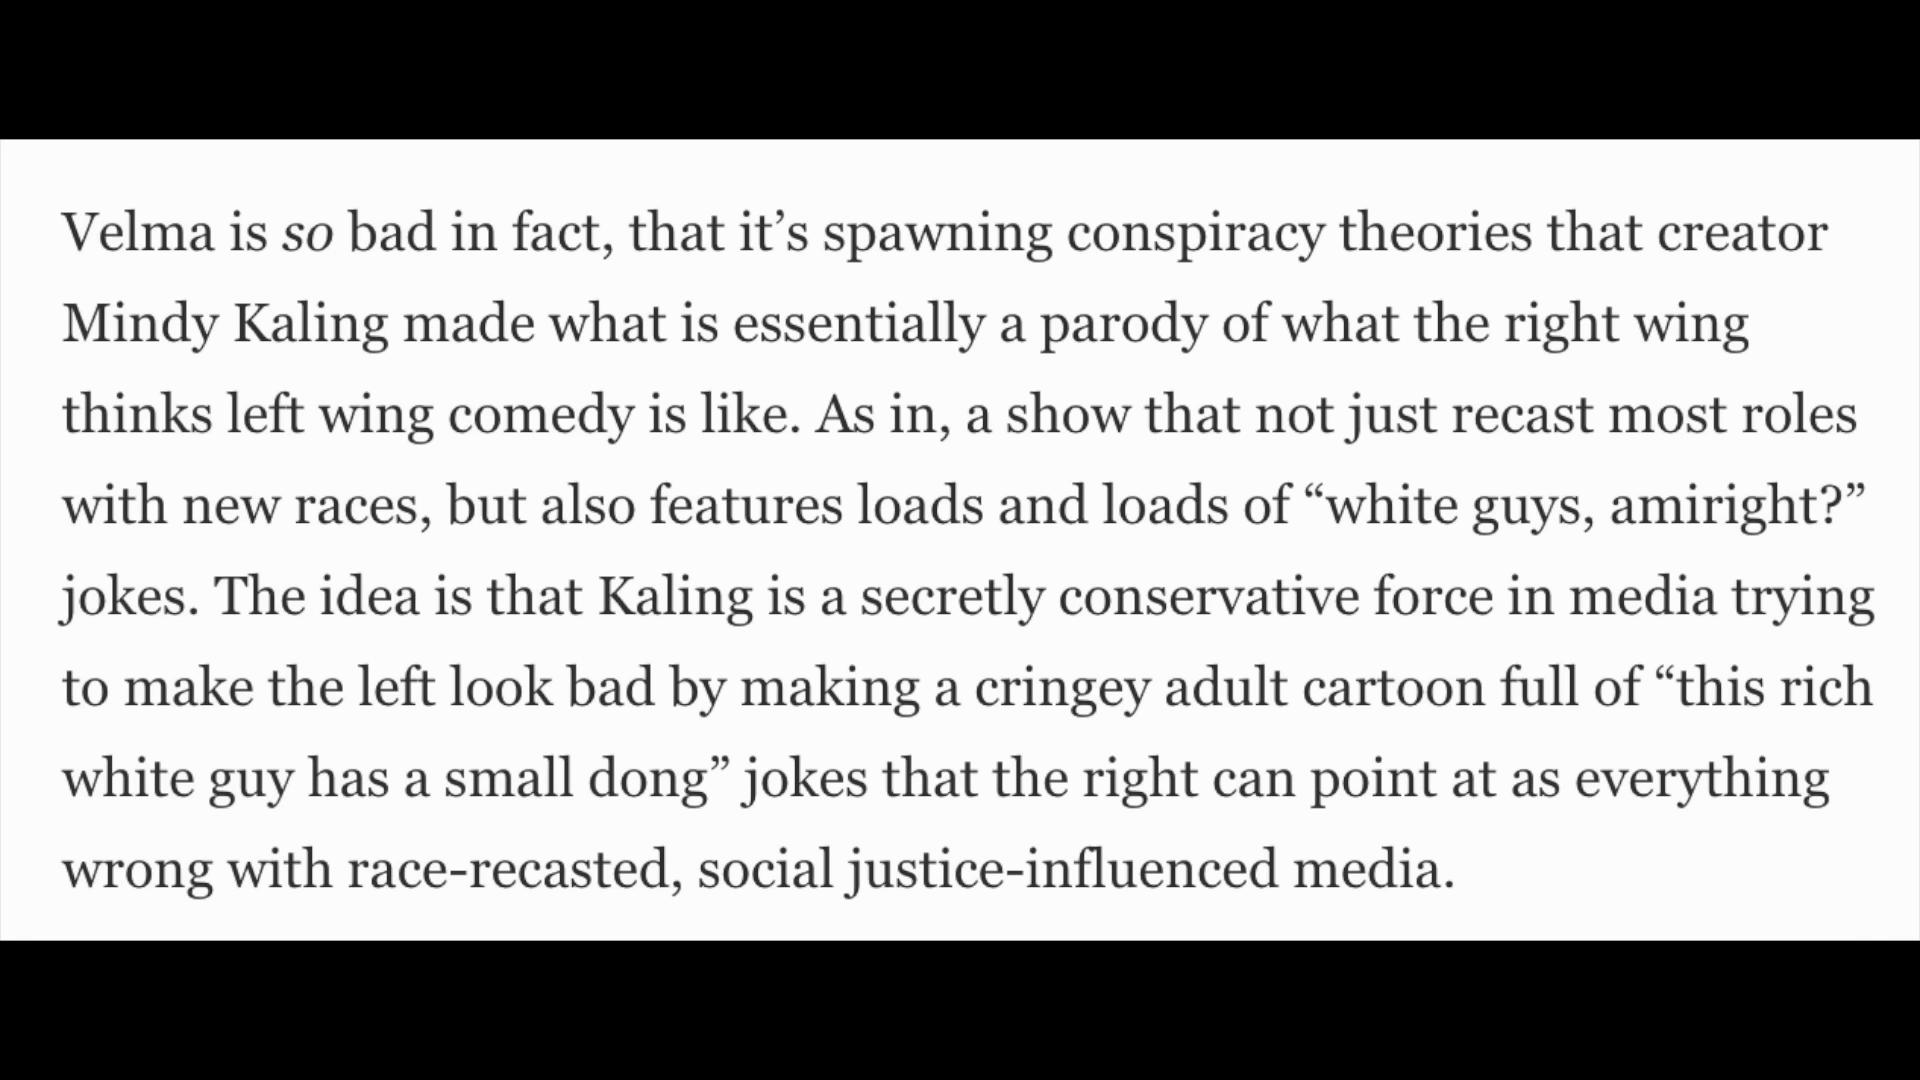 Velma is so bad in fact, that it’s spawning conspiracy theories that creator
Mindy Kaling made what is essentially a parody of what the right wing
thinks left wing comedy is like. As in, a show that not just recast most roles
with new races, but also features loads and loads of “white guys, amiright?”
jokes. The idea is that Kaling is a secretly conservative force in media trying
to make the left look bad by making a cringey adult cartoon full of “this rich
white guy has a small dong” jokes that the right can point at as everything
wrong with race-recasted, social justice-influenced media.